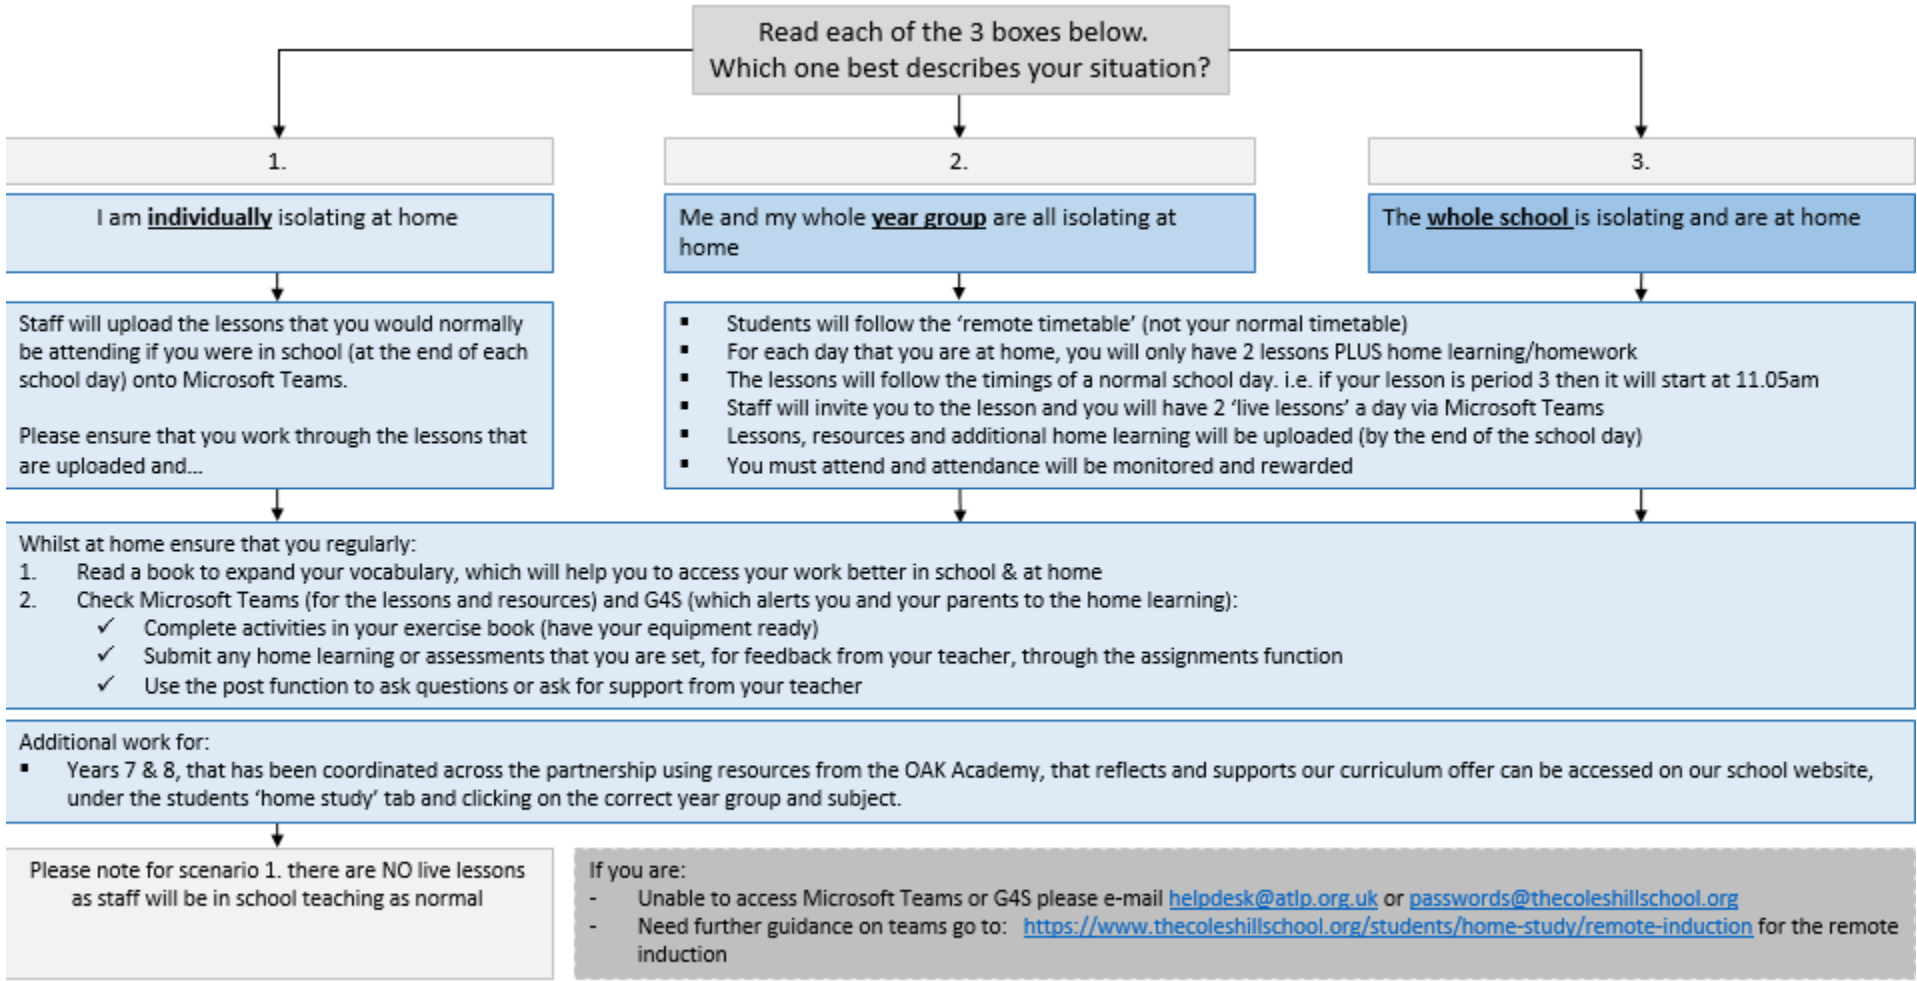 Read each of the 3 boxes below.
Which one best describes your situation?
1.
2.
3.
I am individually isolating at home
Me and my whole year group are all isolating at
home
The whole school is isolating and are at home
Staff will upload the lessons that you would normally
be attending if you were in school (at the end of each
school day) onto Microsoft Teams.
Please ensure that you work through the lessons that
are uploaded and...
▪ Students will follow the ‘remote timetable’ (not your normal timetable)
▪ For each day that you are at home, you will only have 2 lessons PLUS home learning/homework
▪ The lessons will follow the timings of a normal school day. i.e. if your lesson is period 3 then it will start at 11.05am
▪ Staff will invite you to the lesson and you will have 2 ‘live lessons’ a day via Microsoft Teams
▪ Lessons, resources and additional home learning will be uploaded (by the end of the school day)
▪ You must attend and attendance will be monitored and rewarded
Whilst at home ensure that you regularly:
1. Read a book to expand your vocabulary, which will help you to access your work better in school & at home
2. Check Microsoft Teams (for the lessons and resources) and G4S (which alerts you and your parents to the home learning):
✓ Complete activities in your exercise book (have your equipment ready)
✓ Submit any home learning or assessments that you are set, for feedback from your teacher, through the assignments function
✓ Use the post function to ask questions or ask for support from your teacher
Additional work for:
▪ Years 7 & 8, that has been coordinated across the partnership using resources from the OAK Academy, that reflects and supports our curriculum offer can be accessed on our school website,
under the students ‘home study’ tab and clicking on the correct year group and subject.
Please note for scenario 1. there are NO live lessons
as staff will be in school teaching as normal
If you are:
- Unable to access Microsoft Teams or G4S please e-mail helpdesk@atlp.org.uk or passwords@thecoleshillschool.org
- Need further guidance on teams go to: https://www.thecoleshillschool.org/students/home-study/remote-induction for the remote
induction